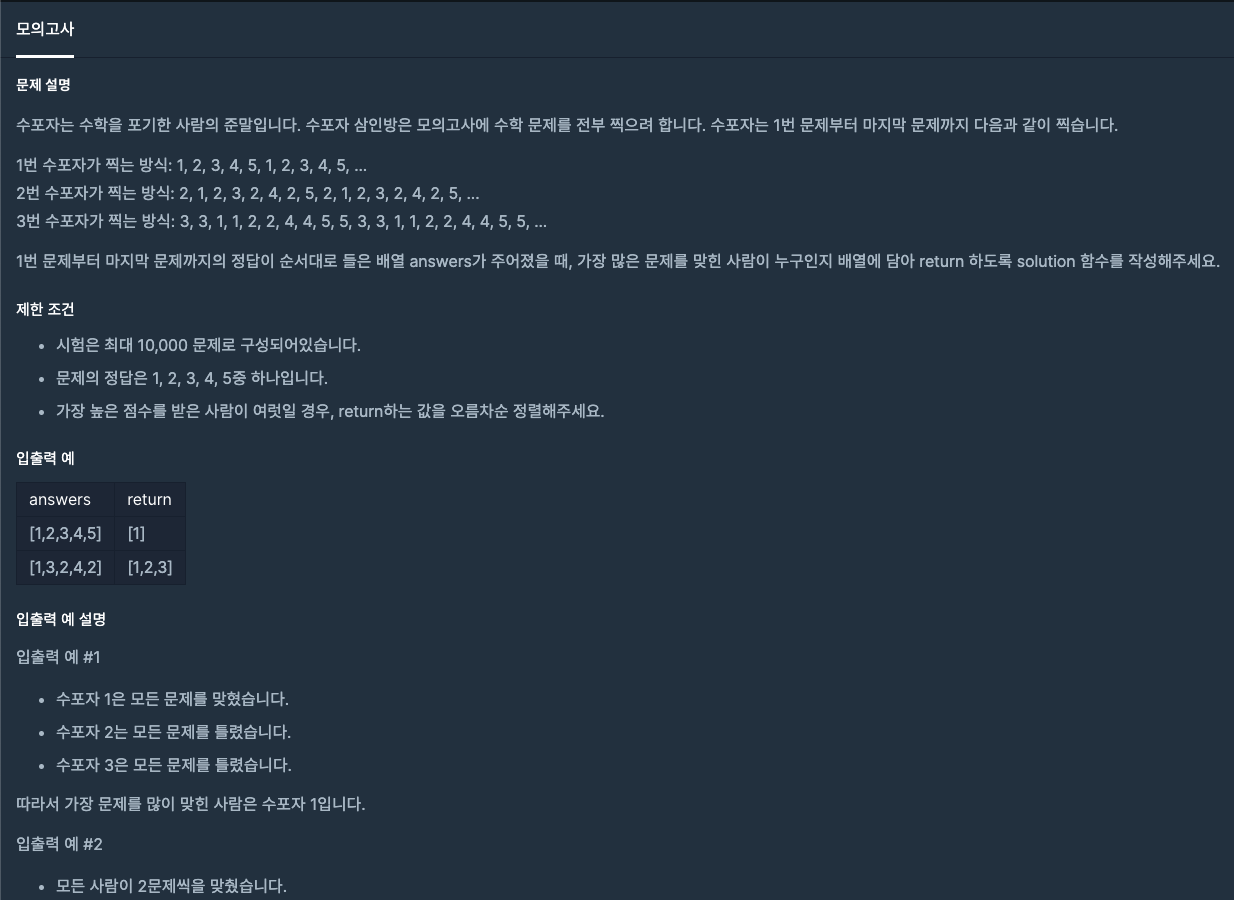 모의고사
문제 설명
수포자는 수학을 포기한 사람의 준말입니다. 수포자 삼인방은 모의고사에 수학 문제를 전부 찍으려 합니다. 수포자는 1번 문제부터 마지막 문제까지 다음과 같이 찍습니다.
1번 수포자가 찍는 방식: 1, 2, 3, 4, 5, 1, 2, 3, 4, 5, ...
2번 수포자가 찍는 방식: 2, 1, 2, 3, 2, 4, 2, 5, 2, 1, 2, 3, 2, 4, 2, 5, ...
3번 수포자가 찍는 방식: 3, 3, 1, 1, 2, 2, 4, 4, 5, 5, 3, 3, 1, 1, 2, 2, 4, 4, 5, 5, ...
1번 문제부터 마지막 문제까지의 정답이 순서대로 들은 배열 answers가 주어졌을 때, 가장 많은 문제를 맞힌 사람이 누구인지 배열에 담아 return 하도록 solution 함수를 작성해주세요.
제한 조건
• 시험은 최대 10,000 문제로 구성되어있습니다.
• 문제의 정답은 1, 2, 3, 4, 5중 하나입니다.
• 가장 높은 점수를 받은 사람이 여럿일 경우, return하는 값을 오름차순 정렬해주세요.
입출력 예
answers return
[1,2,3,4,5] [1]
[1,3,2,4,2] [1,2,3]
입출력 예 설명
입출력 예 #1
• 수포자 1은 모든 문제를 맞혔습니다.
• 수포자 2는 모든 문제를 틀렸습니다.
• 수포자 3은 모든 문제를 틀렸습니다.
따라서 가장 문제를 많이 맞힌 사람은 수포자 1입니다.
입출력 예 #2
• 모든 사람이 2문제씩을 맞췄습니다.